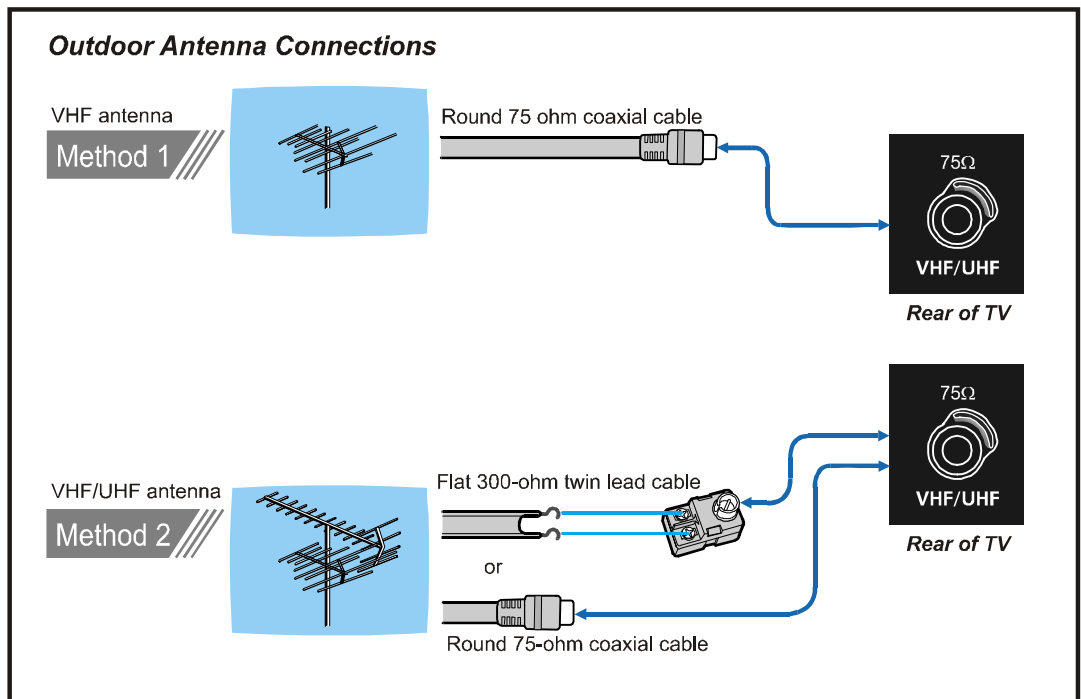 Outdoor Antenna Connections
VHF antenna
Method 1
Round 75 ohm coaxial cable
75Ω
VHF/UHF
Rear of TV
VHF/UHF antenna
Method 2
Flat 300-ohm twin lead cable
or
Round 75-ohm coaxial cable
75Ω
VHF/UHF
Rear of TV